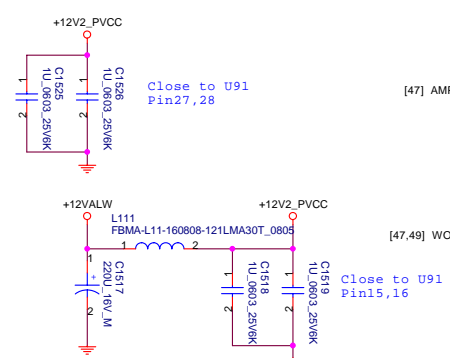 +12V2_PVCC
1
2
C1525
1U_0603_25V6K
1
2
C1526
1U_0603_25V6K
Close to U91
Pin27,28
[47] AMP
+12VALW
L111
FBMA-L11-160808-121LMA30T_0805
1
2
+12V2_PVCC
[47,49] WO
1
+
2
C1517
220U_16V_M
1
2
C1518
1U_0603_25V6K
1
2
C1519
1U_0603_25V6K
Close to U91
Pin15,16